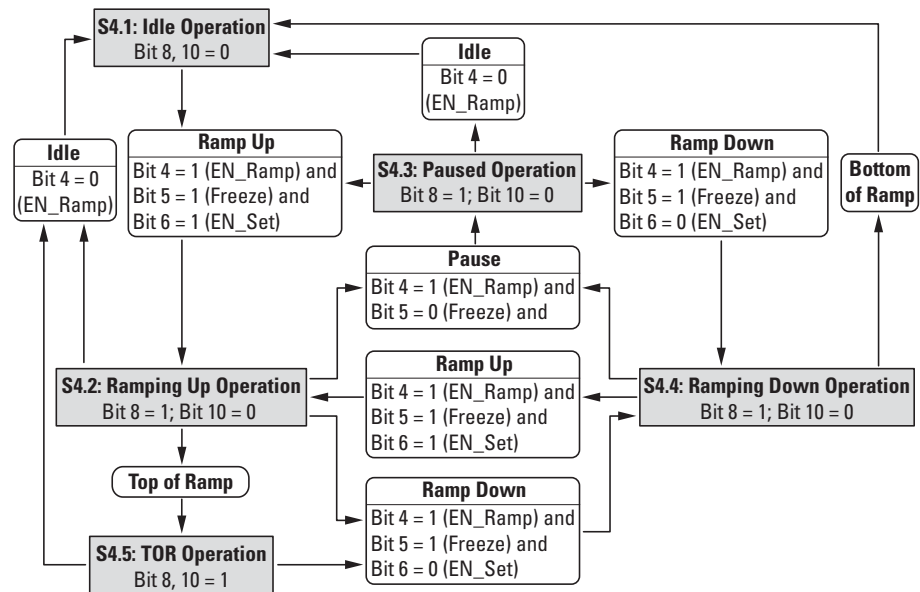 S4.1: Idle Operation
Bit 8, 10 = 0
Idle
Bit 4 = 0
(EN_Ramp)
Idle
Bit 4 = 0
(EN_Ramp)
Ramp Up
Bit 4 = 1 (EN_Ramp) and
Bit 5 = 1 (Freeze) and
Bit 6 = 1 (EN_Set)
S4.3: Paused Operation
Bit 8 = 1; Bit 10 = 0
Ramp Down
Bit 4 = 1 (EN_Ramp) and
Bit 5 = 1 (Freeze) and
Bit 6 = 0 (EN_Set)
Bottom
of Ramp
Pause
Bit 4 = 1 (EN_Ramp) and
Bit 5 = 0 (Freeze) and
S4.2: Ramping Up Operation
Bit 8 = 1; Bit 10 = 0
Ramp Up
Bit 4 = 1 (EN_Ramp) and
Bit 5 = 1 (Freeze) and
Bit 6 = 1 (EN_Set)
S4.4: Ramping Down Operation
Bit 8 = 1; Bit 10 = 0
Top of Ramp
Ramp Down
Bit 4 = 1 (EN_Ramp) and
Bit 5 = 1 (Freeze) and
Bit 6 = 0 (EN_Set)
S4.5: TOR Operation
Bit 8, 10 = 1